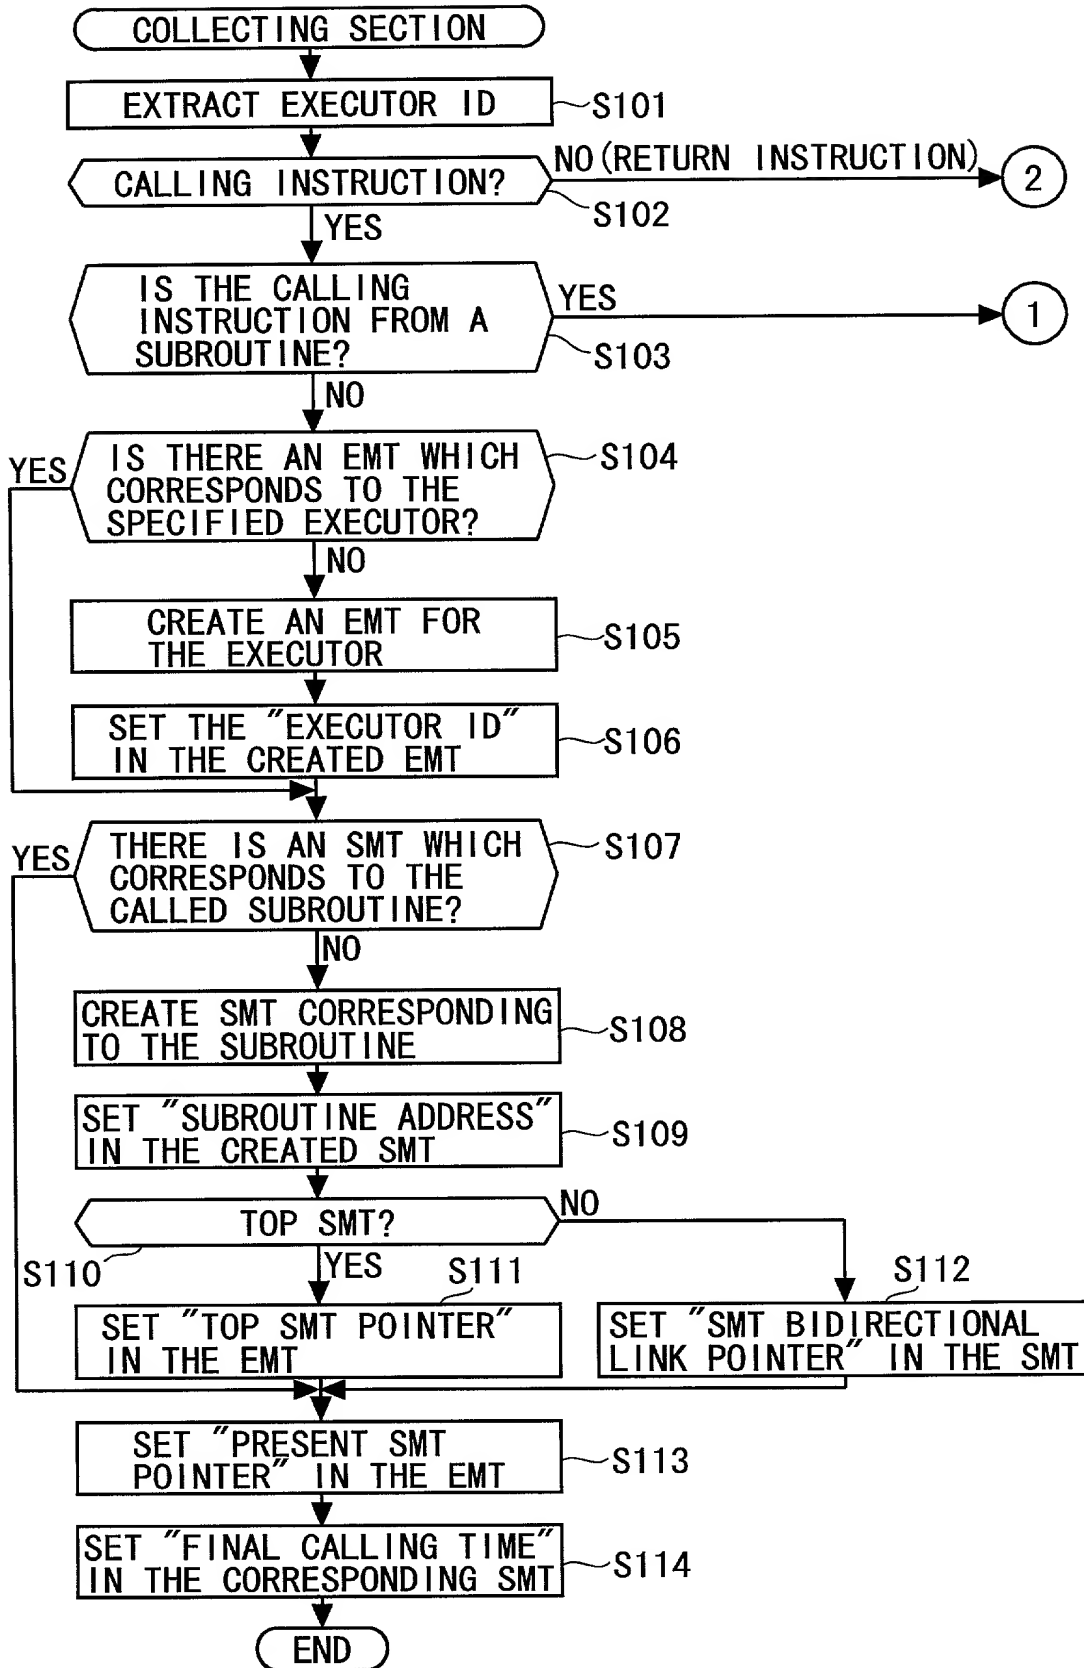 COLLECTING SECTION
EXTRACT EXECUTOR ID
S101
CALLING INSTRUCTION?
NO(RETURN INSTRUCTION)
2
S102
YES
IS THE CALLING
INSTRUCTION FROM A
SUBROUTINE?
YES
1
S103
NO
YES
IS THERE AN EMT WHICH
CORRESPONDS TO THE
SPECIFIED EXECUTOR?
S104
NO
CREATE AN EMT FOR
THE EXECUTOR
S105
SET THE "EXECUTOR ID"
IN THE CREATED EMT
S106
YES
THERE IS AN SMT WHICH
CORRESPONDS TO THE
CALLED SUBROUTINE?
S107
NO
CREATE SMT CORRESPONDING
TO THE SUBROUTINE
S108
SET "SUBROUTINE ADDRESS"
IN THE CREATED SMT
S109
TOP SMT?
NO
S110
YES
S111
S112
SET "TOP SMT POINTER"
IN THE EMT
SET "SMT BIDIRECTIONAL
LINK POINTER" IN THE SMT
SET "PRESENT SMT
POINTER" IN THE EMT
S113
SET "FINAL CALLING TIME"
IN THE CORRESPONDING SMT
S114
END